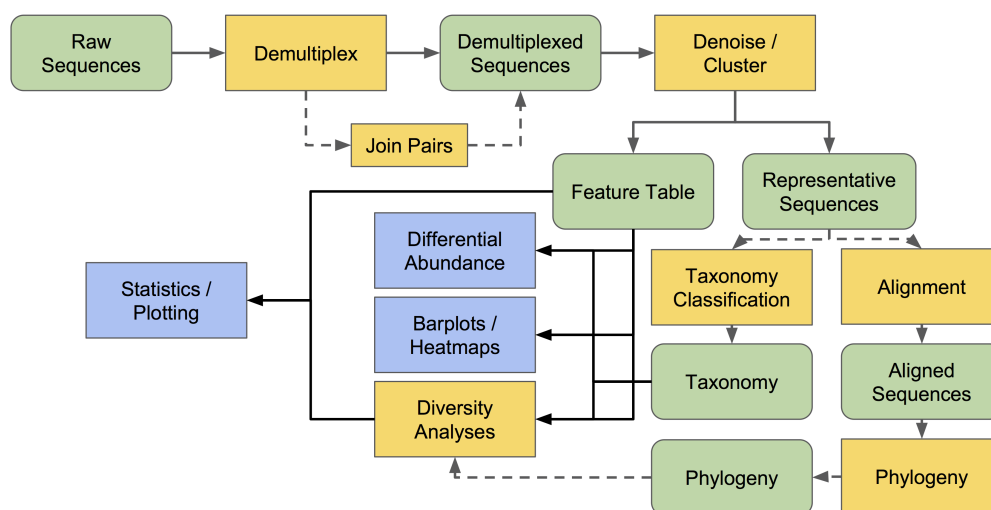 Raw
Sequences
Demultiplex
Demultiplexed
Sequences
Denoise /
Cluster
Join Pairs
Feature Table
Representative
Sequences
Differential
Abundance
Taxonomy
Classification
Alignment
Statistics /
Plotting
Barplots /
Heatmaps
Taxonomy
Aligned
Sequences
Diversity
Analyses
Phylogeny
Phylogeny